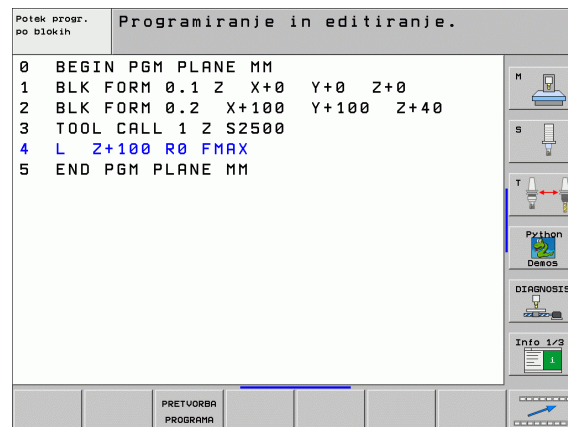 Potek progr.
po blokih
Programiranje in editiranje.
0 BEGIN PGM PLANE MM
1 BLK FORM 0.1 Z X+0 Y+0 Z+0
2 BLK FORM 0.2 X+100 Y+100 Z+40
3 TOOL CALL 1 Z S2500
4 L Z+100 R0 FMAX
5 END PGM PLANE MM
M
S
T
Python
Demos
DIAGNOSIS
Info 1/3
i
PRETVORBA
PROGRAMA